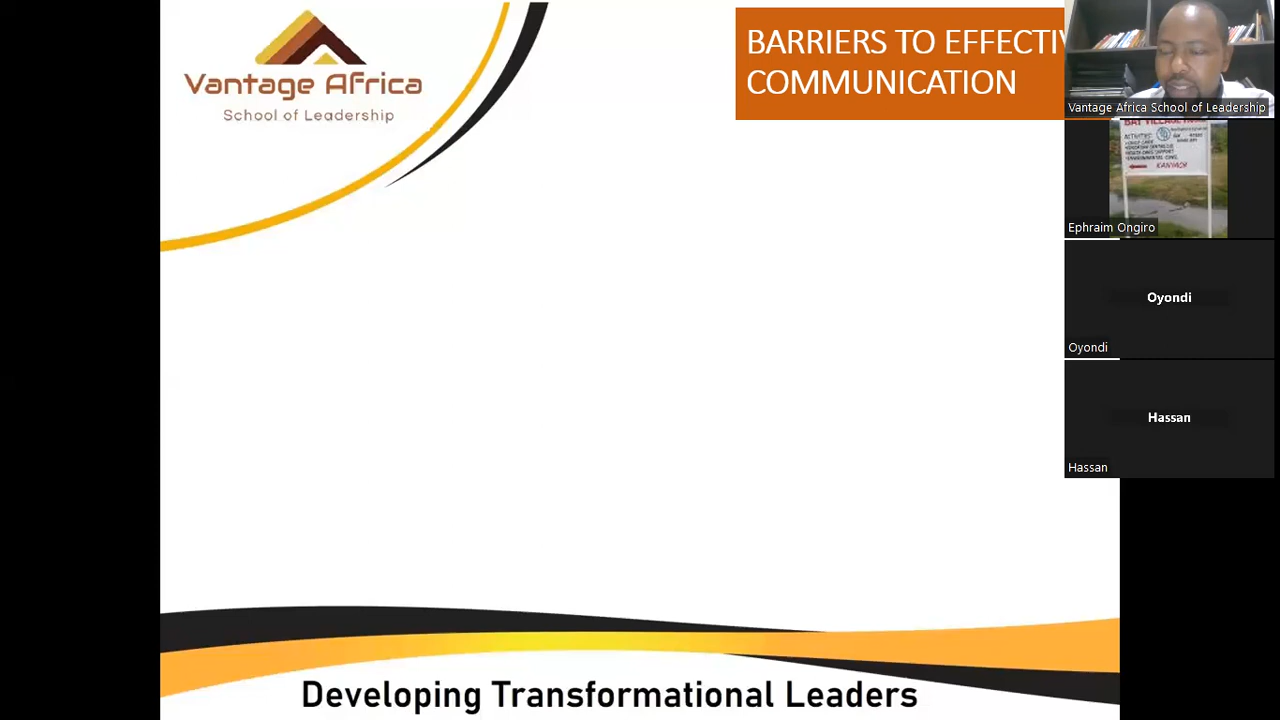 Vantage Africa
School of Leadership
BARRIERS TO EFFECTIV
COMMUNICATION
Vantage Africa School of Leadership
KANYACH
Ephraim Ongiro
Oyondi
Oyondi
Hassan
Hassan
Developing Transformational Leaders